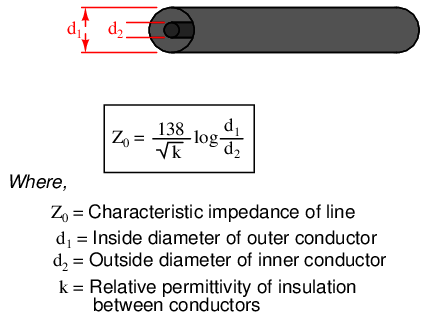 d₁ d₂
Z₀ = 138/√k log d₁/d₂
Where,
Z₀ = Characteristic impedance of line
d₁ = Inside diameter of outer conductor
d₂ = Outside diameter of inner conductor
k = Relative permittivity of insulation
between conductors